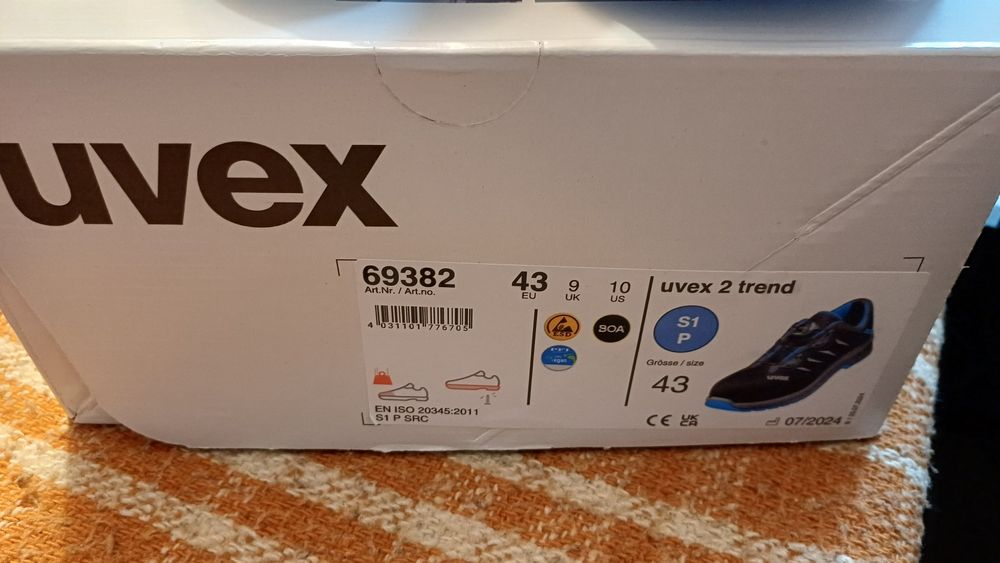 uvex
69382
Art.Nr. / Art.no.
43
EU
9
UK
10
US
4 031101 776705
ESD
BOA
EN ISO 20345:2011
S1 P SRC
uvex 2 trend
S1
P
Grösse / size
43
uvex
CE UK
CA
07/2024